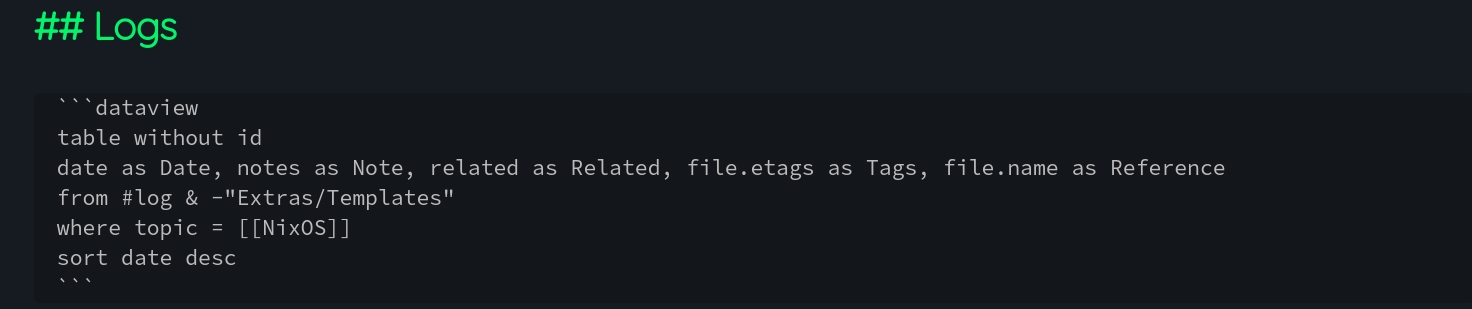 ## Logs
```dataview
table without id
date as Date, notes as Note, related as Related, file.etags as Tags, file.name as Reference
from #log & -"Extras/Templates"
where topic = [[NixOS]]
sort date desc
```